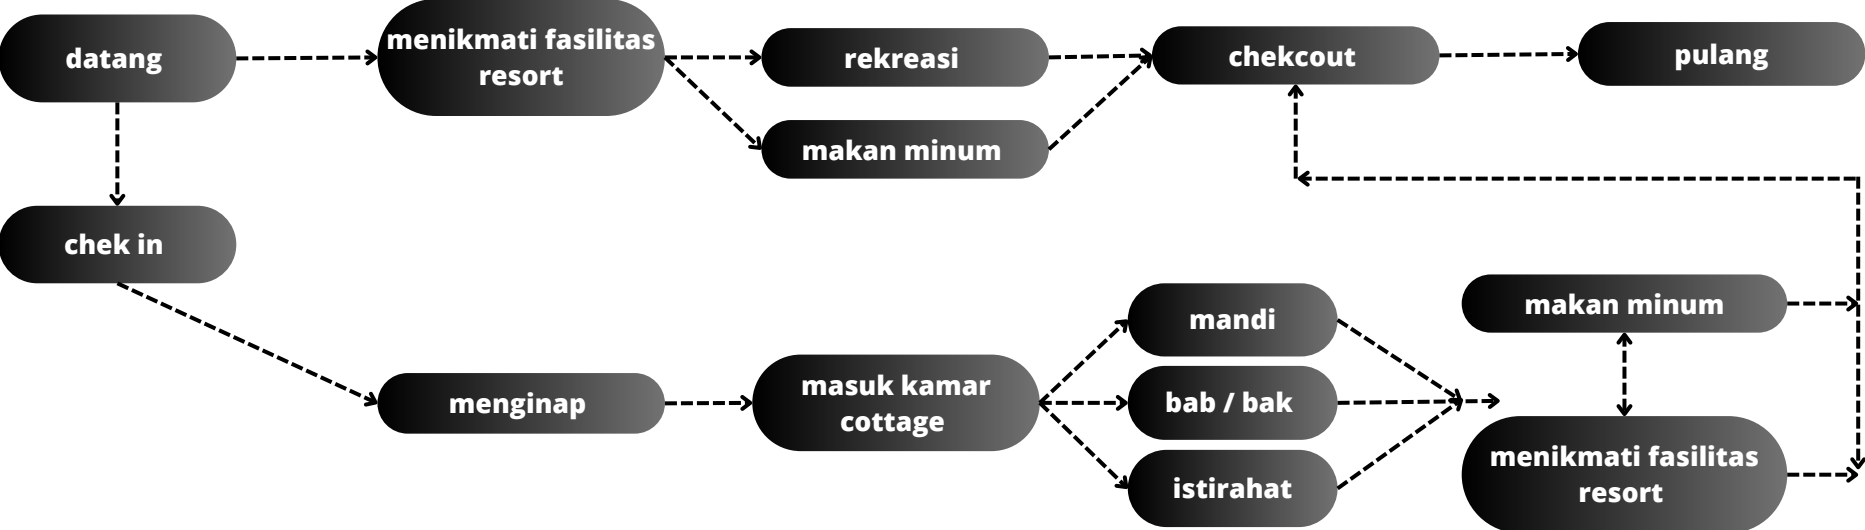 datang
menikmati fasilitas
resort
rekreasi
makan minum
chekcout
pulang
chek in
menginap
masuk kamar
cottage
mandi
bab / bak
istirahat
makan minum
menikmati fasilitas
resort